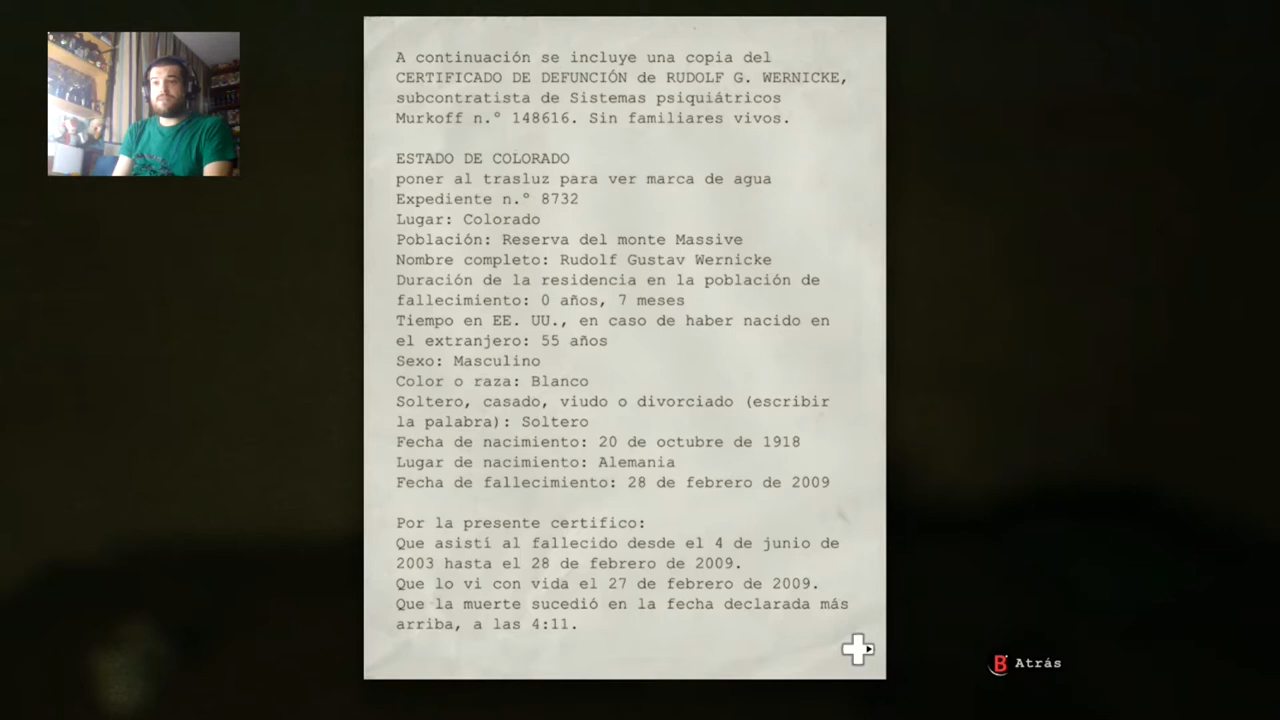 A continuación se incluye una copia del
CERTIFICADO DE DEFUNCIÓN de RUDOLF G. WERNICKE,
subcontratista de Sistemas psiquiátricos
Murkoff n.º 148616. Sin familiares vivos.
ESTADO DE COLORADO
poner al trasluz para ver marca de agua
Expediente n.º 8732
Lugar: Colorado
Población: Reserva del monte Massive
Nombre completo: Rudolf Gustav Wernicke
Duración de la residencia en la población de
fallecimiento: 0 años, 7 meses
Tiempo en EE. UU., en caso de haber nacido en
el extranjero: 55 años
Sexo: Masculino
Color o raza: Blanco
Soltero, casado, viudo o divorciado (escribir
la palabra): Soltero
Fecha de nacimiento: 20 de octubre de 1918
Lugar de nacimiento: Alemania
Fecha de fallecimiento: 28 de febrero de 2009
Por la presente certifico:
Que asistí al fallecido desde el 4 de junio de
2003 hasta el 28 de febrero de 2009.
Que lo vi con vida el 27 de febrero de 2009.
Que la muerte sucedió en la fecha declarada más
arriba, a las 4:11.
B Atrás